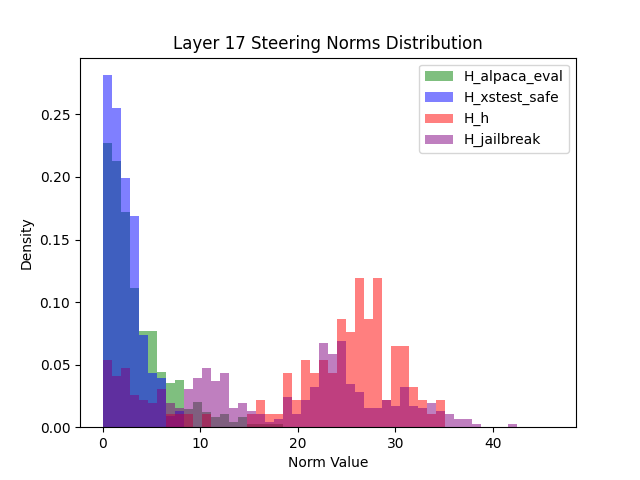 Layer 17 Steering Norms Distribution
H_alpaca_eval
H_xstest_safe
H_h
H_jailbreak
0.25
0.20
0.15
0.10
0.05
0.00
Density
0 10 20 30 40
Norm Value